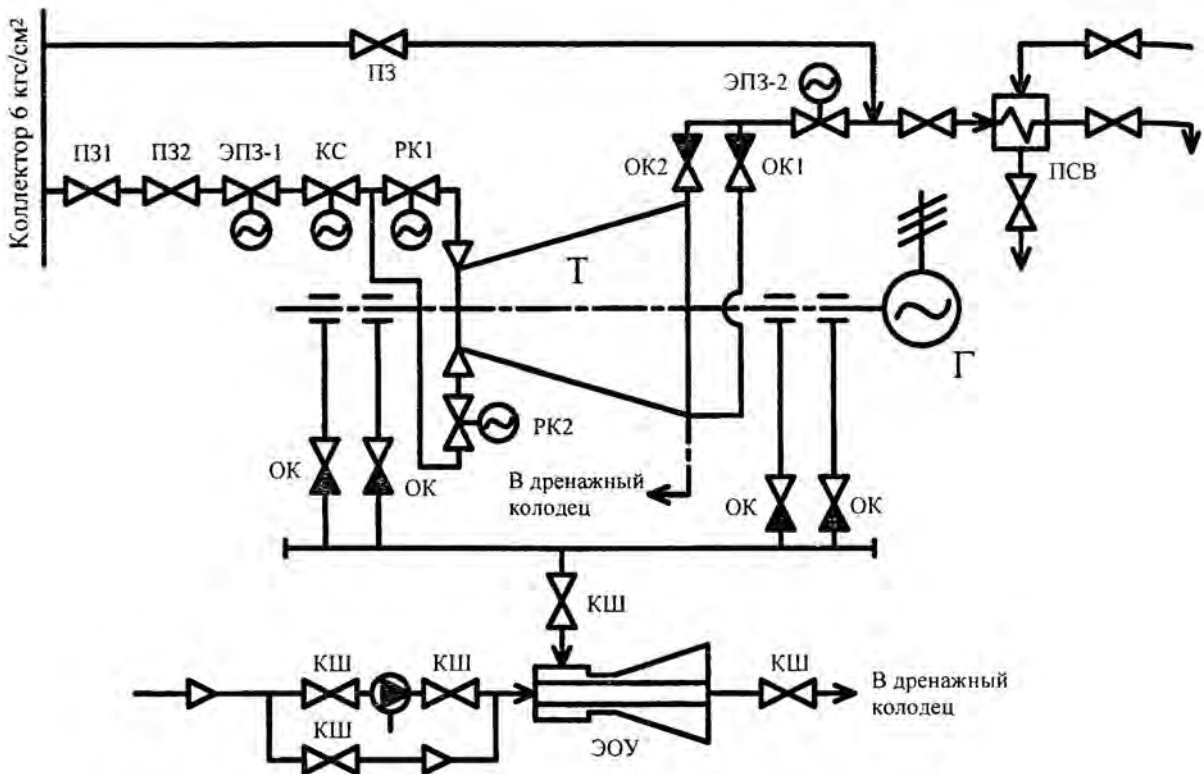 Коллектор 6 кгс/см²
ПЗ
ЭПЗ-2
ПЗ1
ПЗ2
ЭПЗ-1
КС
РК1
ОК2
ОК1
ПСВ
Т
Г
РК2
ОК
ОК
В дренажный
колодец
ОК
ОК
КШ
КШ
КШ
КШ
В дренажный
колодец
КШ
ЭОУ